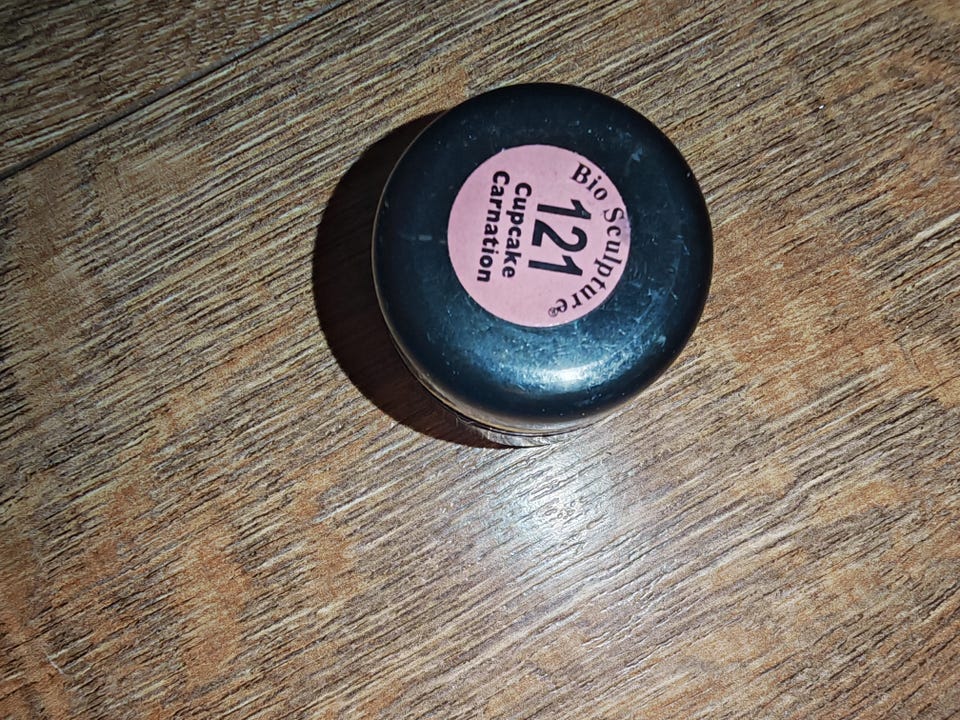 Bio Sculpture®
121
Cupcake
Carnation